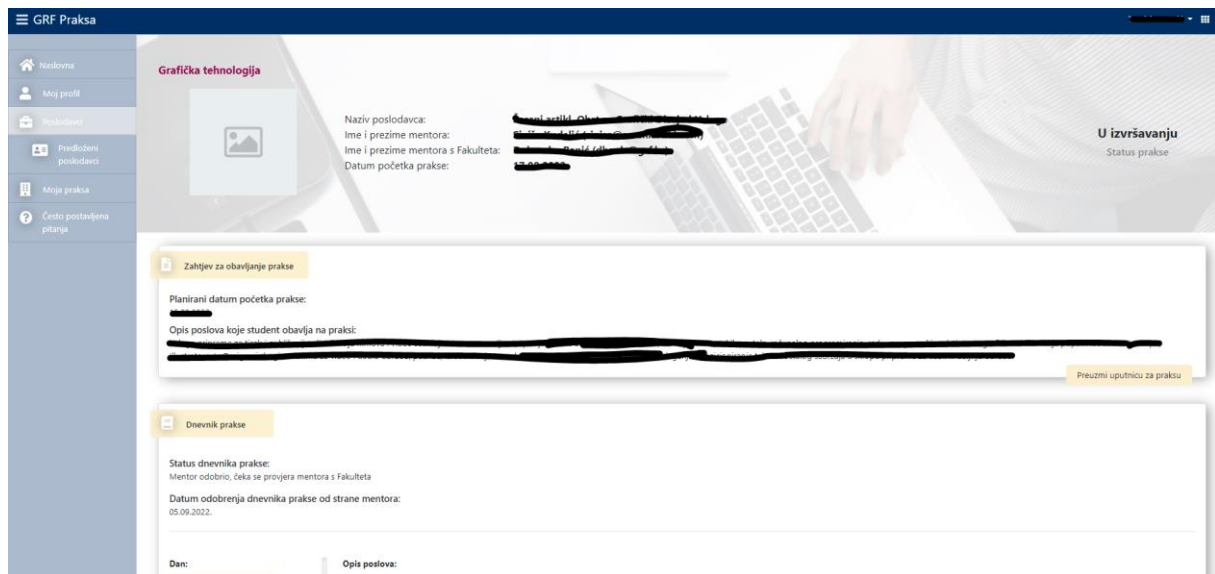 GRF Praksa
Naslovna
Moj profil
Poslodavci
Predloženi
poslodavci
Moja praksa
Često postavljena
pitanja
Grafička tehnologija
Naziv poslodavca:
Ime i prezime mentora:
Ime i prezime mentora s Fakulteta:
Datum početka prakse:
U izvršavanju
Status prakse
Zahtjev za obavljanje prakse
Planirani datum početka prakse:
Opis poslova koje student obavlja na praksi:
Preuzmi uputnicu za praksu
Dnevnik prakse
Status dnevnika prakse:
Mentor odobrio, čeka se provjera mentora s Fakulteta
Datum odobrenja dnevnika prakse od strane mentora:
05.09.2022.
Dan:
Opis poslova: